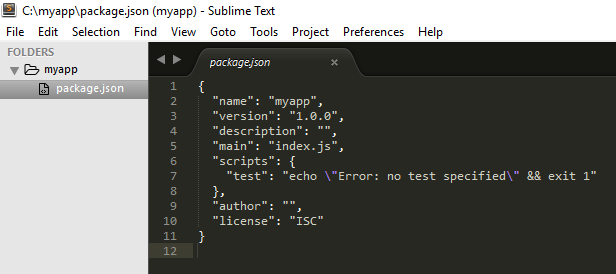 C:\myapp\package.json (myapp) - Sublime Text
File Edit Selection Find View Goto Tools Project Preferences Help
FOLDERS
myapp
package.json
package.json ×
1 {
2 "name": "myapp",
3 "version": "1.0.0",
4 "description": "",
5 "main": "index.js",
6 "scripts": {
7 "test": "echo \"Error: no test specified\" && exit 1"
8 },
9 "author": "",
10 "license": "ISC"
11 }
12